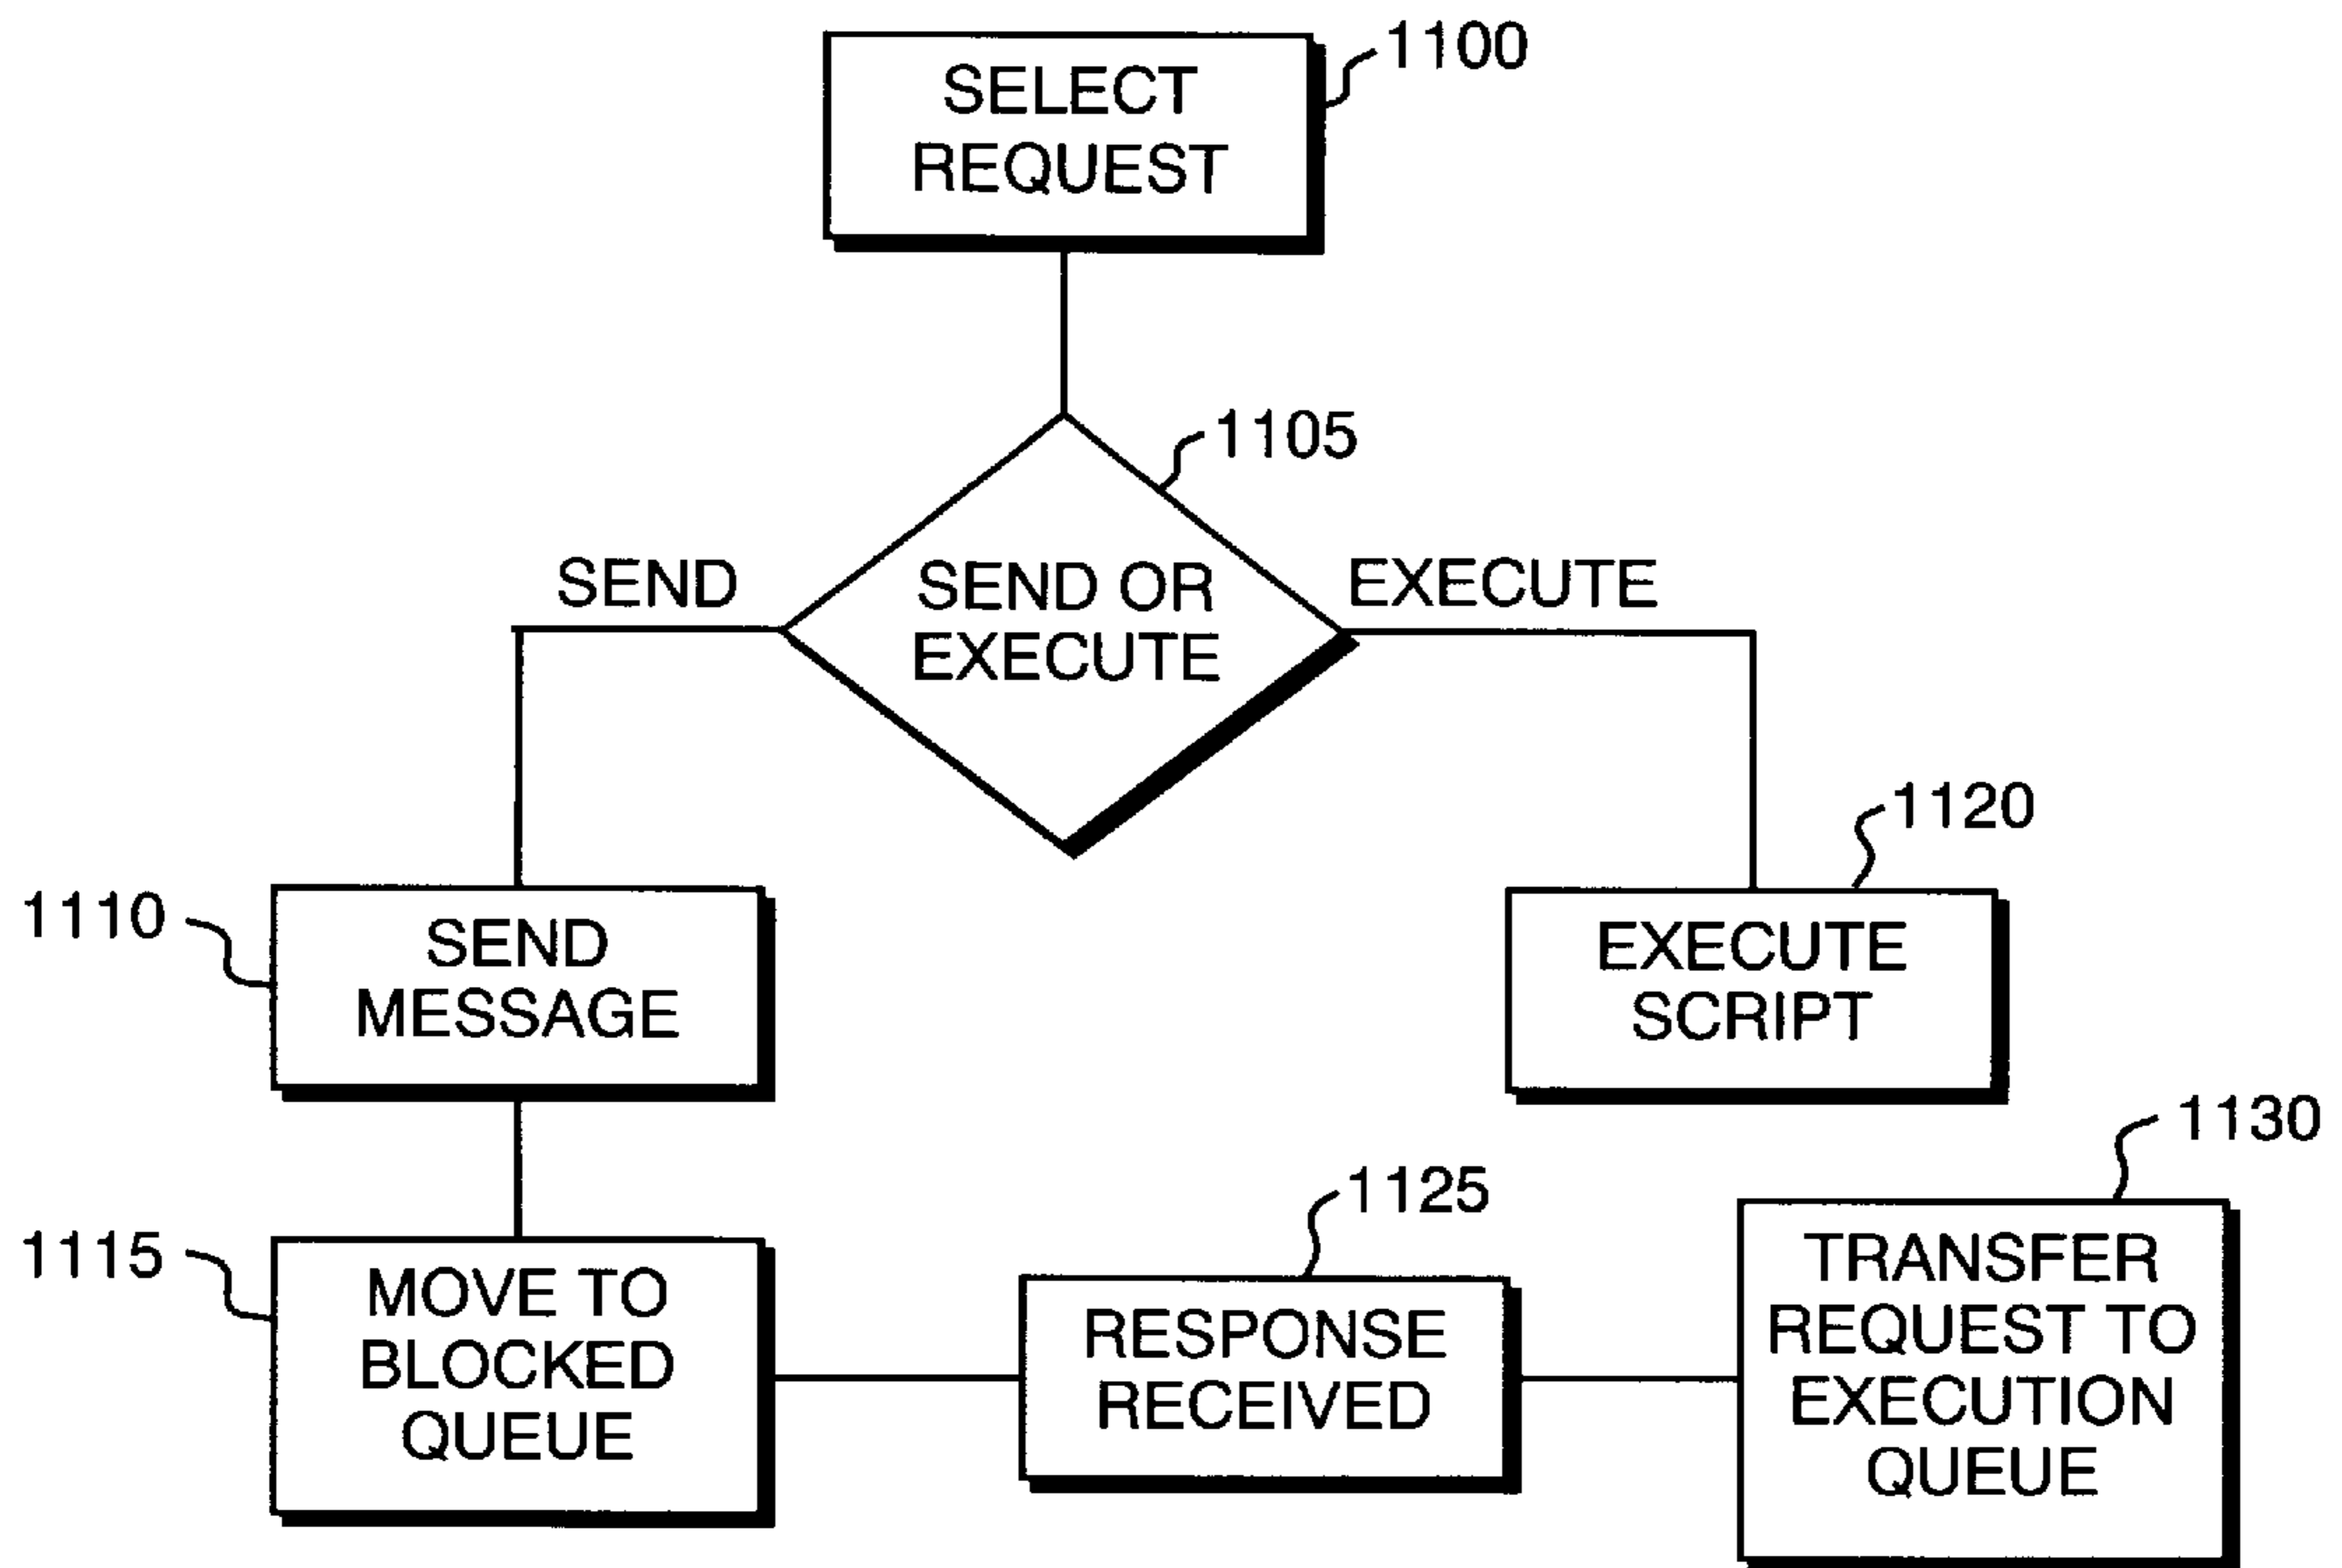 1100
SELECT
REQUEST
1105
SEND
SEND OR
EXECUTE
EXECUTE
1120
1110
SEND
MESSAGE
EXECUTE
SCRIPT
1130
1125
1115
MOVE TO
BLOCKED
QUEUE
RESPONSE
RECEIVED
TRANSFER
REQUEST TO
EXECUTION
QUEUE